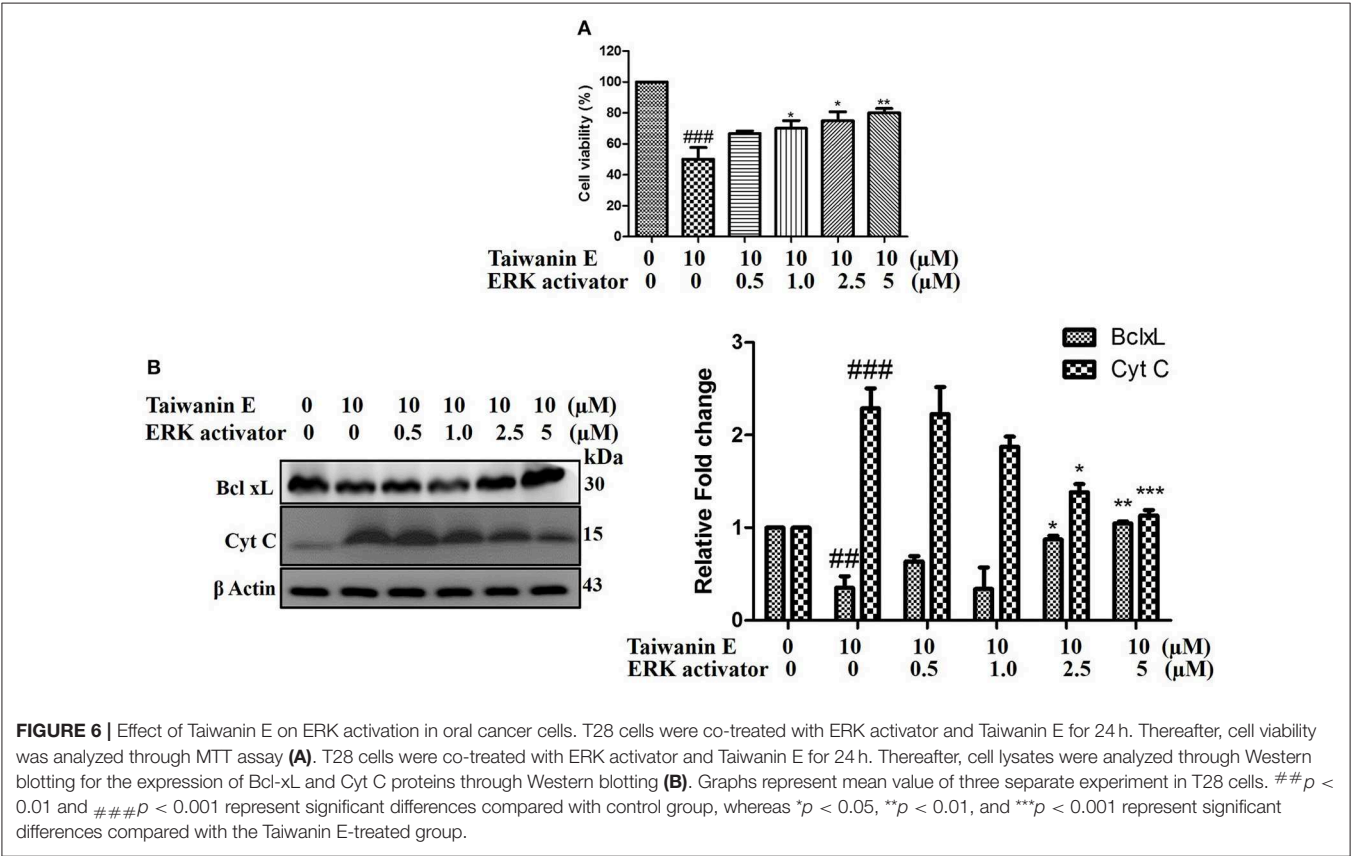 A
120
100
80
60
40
20
0
Cell viability (%)
###
*
*
**
Taiwanin E 0 10 10 10 10 10 (μM)
ERK activator 0 0 0.5 1.0 2.5 5 (μM)
B
Taiwanin E 0 10 10 10 10 10 (μM)
ERK activator 0 0 0.5 1.0 2.5 5 (μM)
kDa
Bcl xL 30
Cyt C 15
β Actin 43
BclxL
Cyt C
3
2
1
0
Relative Fold change
##
###
*
*
**
***
Taiwanin E 0 10 10 10 10 10 (μM)
ERK activator 0 0 0.5 1.0 2.5 5 (μM)
FIGURE 6 | Effect of Taiwanin E on ERK activation in oral cancer cells. T28 cells were co-treated with ERK activator and Taiwanin E for 24 h. Thereafter, cell viability
was analyzed through MTT assay (A). T28 cells were co-treated with ERK activator and Taiwanin E for 24 h. Thereafter, cell lysates were analyzed through Western
blotting for the expression of Bcl-xL and Cyt C proteins through Western blotting (B). Graphs represent mean value of three separate experiment in T28 cells. ##p <
0.01 and ###p < 0.001 represent significant differences compared with control group, whereas *p < 0.05, **p < 0.01, and ***p < 0.001 represent significant
differences compared with the Taiwanin E-treated group.